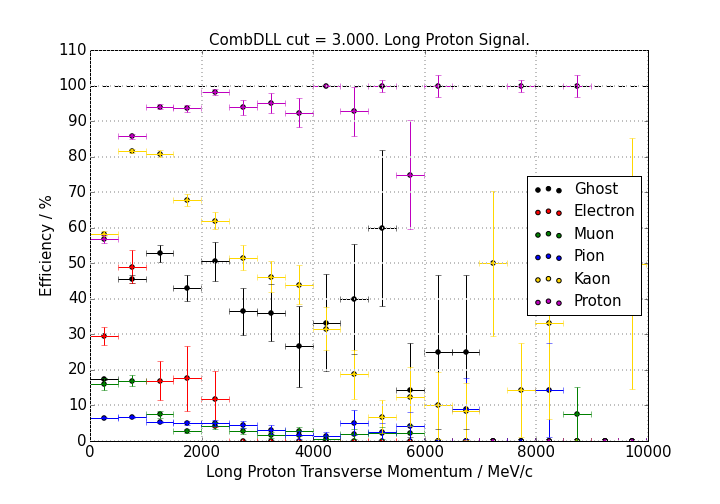 CombDLL cut = 3.000. Long Proton Signal.
110
100
90
80
70
60
50
40
30
20
10
0
Efficiency / %
Ghost
Electron
Muon
Pion
Kaon
Proton
0 2000 4000 6000 8000 10000
Long Proton Transverse Momentum / MeV/c